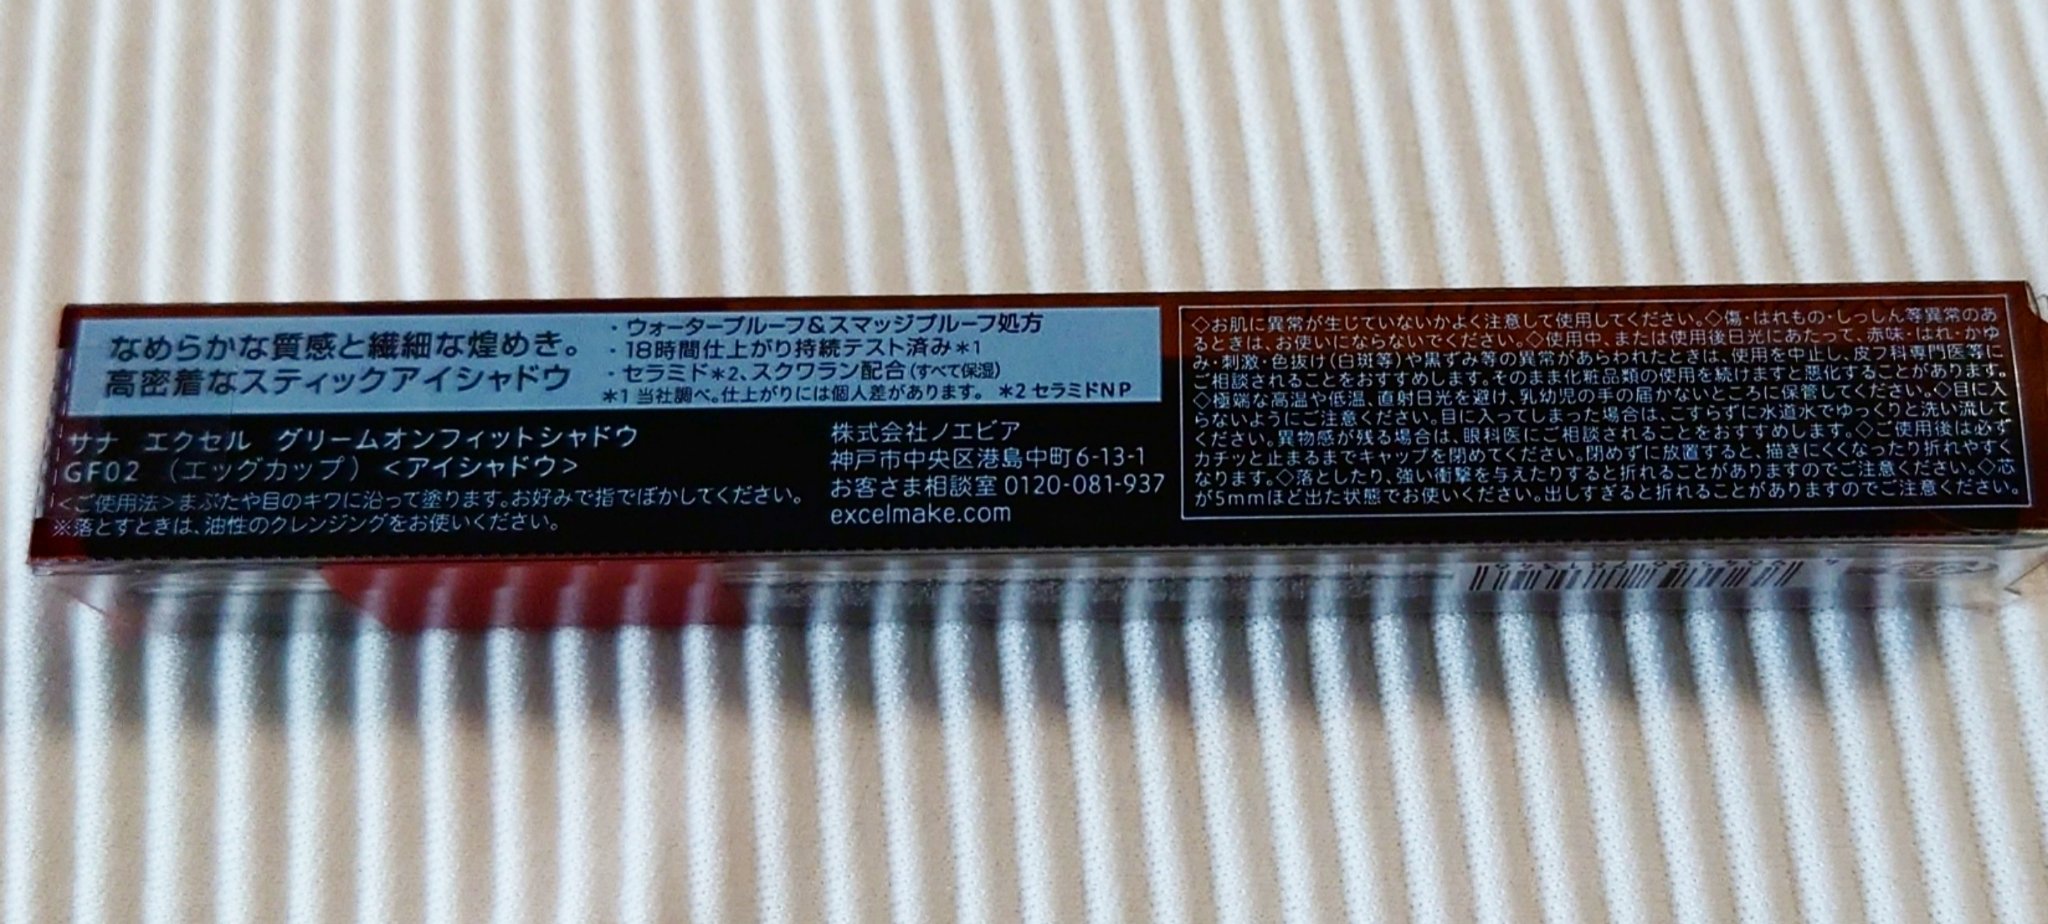 なめらかな質感と繊細な煌めき。
高密着なスティックアイシャドウ
・ウォータープルーフ&スマッジプルーフ処方
・18時間仕上がり持続テスト済み＊1
・セラミド＊2、スクワラン配合(すべて保湿)
＊1 当社調べ。仕上がりには個人差があります。 ＊2 セラミドNP
サナ エクセル グリームオンフィットシャドウ
GF02 （エッグカップ）＜アイシャドウ＞
＜ご使用法＞まぶたや目のキワに沿って塗ります。お好みで指でぼかしてください。
※落とすときは、油性のクレンジングをお使いください。
株式会社ノエビア
神戸市中央区港島中町6-13-1
お客さま相談室 0120-081-937
excelmake.com
◇お肌に異常が生じていないかよく注意して使用してください。◇傷・はれもの・しっしん等異常のあ
るときは、お使いにならないでください。◇使用中、または使用後日光にあたって、赤味・はれ・かゆ
み・刺激・色抜け(白斑等)や黒ずみ等の異常があらわれたときは、使用を中止し、皮フ科専門医等に
ご相談されることをおすすめします。そのまま化粧品類の使用を続けますと悪化することがあります。
◇極端な高温や低温、直射日光を避け、乳幼児の手の届かないところに保管してください。◇目に入
らないようにご注意ください。目に入ってしまった場合は、こすらずに水道水でゆっくりと洗い流して
ください。異物感が残る場合は、眼科医にご相談されることをおすすめします。◇ご使用後は必ず
カチッと止まるまでキャップを閉めてください。閉めずに放置すると、描きにくくなったり折れやすく
なります。◇落としたり、強い衝撃を与えたりすると折れることがありますのでご注意ください。◇芯
が5mmほど出た状態でお使いください。出しすぎると折れることがありますのでご注意ください。